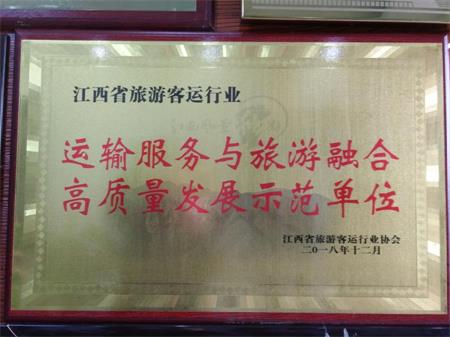 江西省旅游客运行业
运输服务与旅游融合
高质量发展示范单位
江西省旅游客运行业协会
二〇一八年十二月